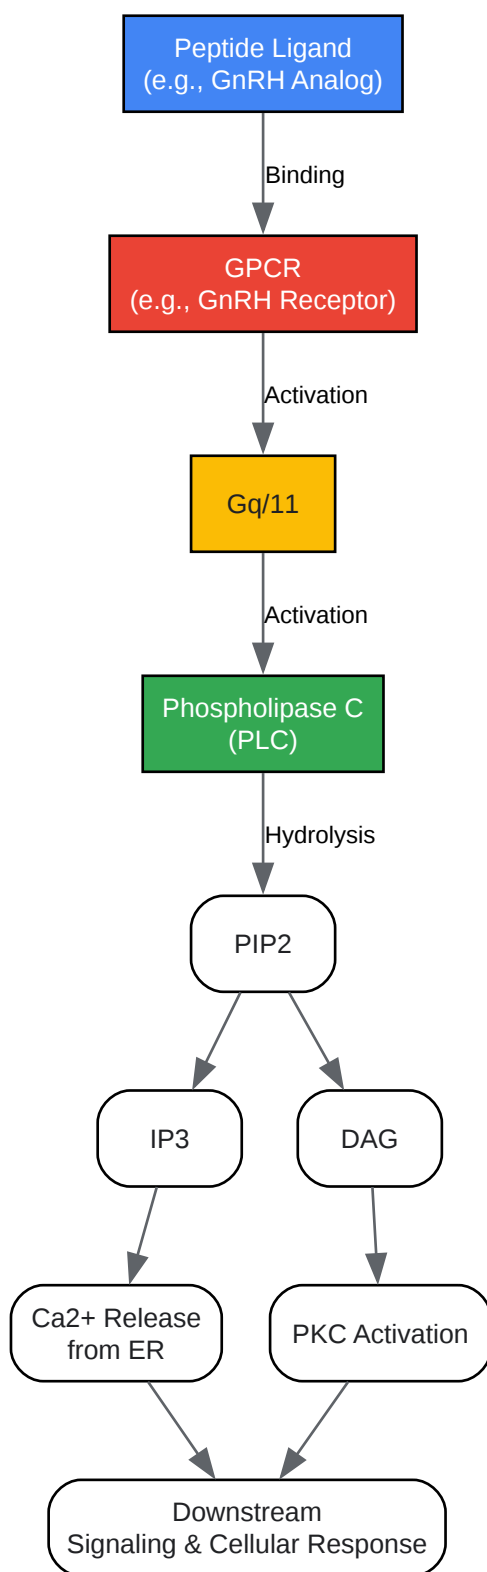 Peptide Ligand
(e.g., GnRH Analog)
Binding
GPCR
(e.g., GnRH Receptor)
Activation
Gq/11
Activation
Phospholipase C
(PLC)
Hydrolysis
PIP2
IP3
DAG
Ca2+ Release
from ER
PKC Activation
Downstream
Signaling & Cellular Response